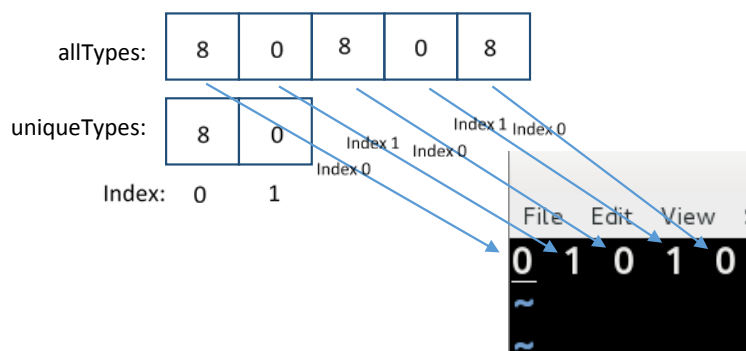 allTypes: 8 0 8 0 8
uniqueTypes: 8 0
Index 1 Index 0
Index 1 Index 0
Index 0
Index: 0 1
File Edit View
0 1 0 1 0
~
~